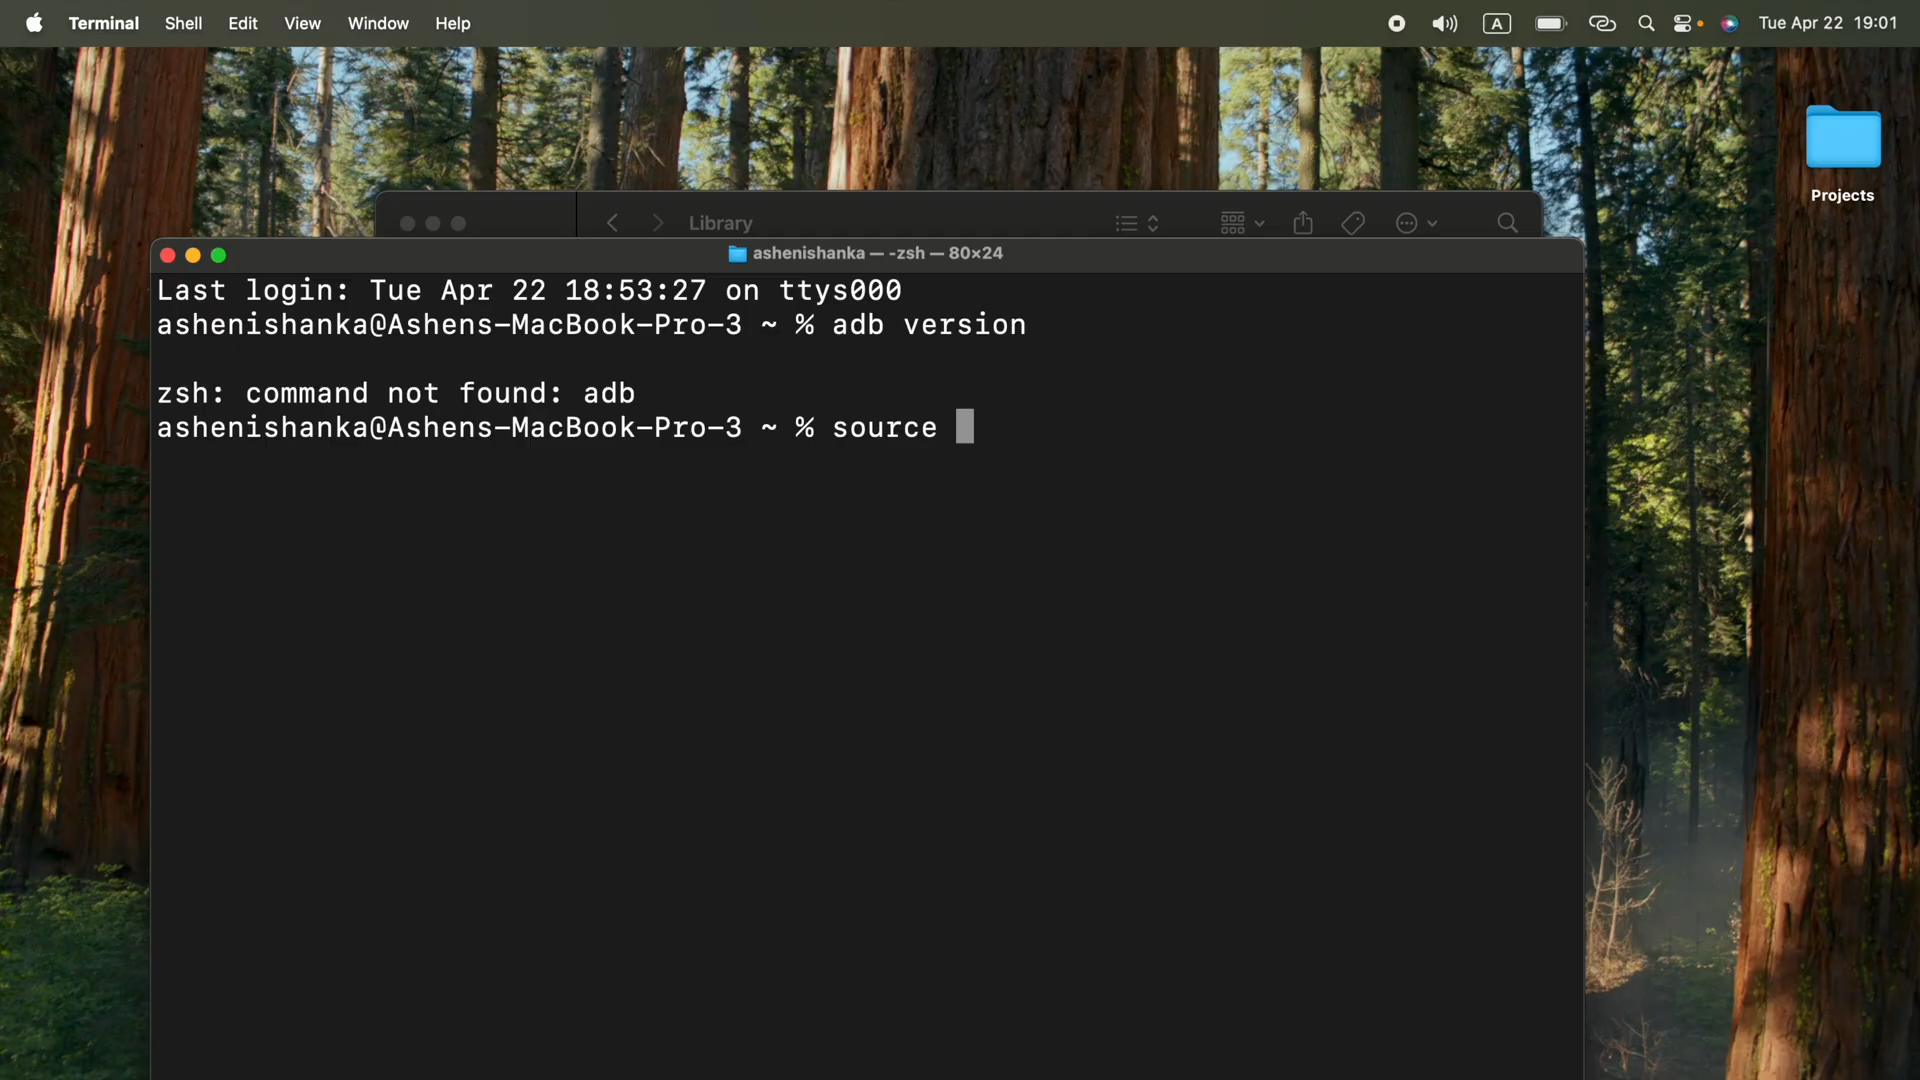 Terminal Shell Edit View Window Help A Tue Apr 22 19:01
Projects
Library
ashenishanka — -zsh — 80×24
Last login: Tue Apr 22 18:53:27 on ttys000
ashenishanka@Ashens-MacBook-Pro-3 ~ % adb version
zsh: command not found: adb
ashenishanka@Ashens-MacBook-Pro-3 ~ % source